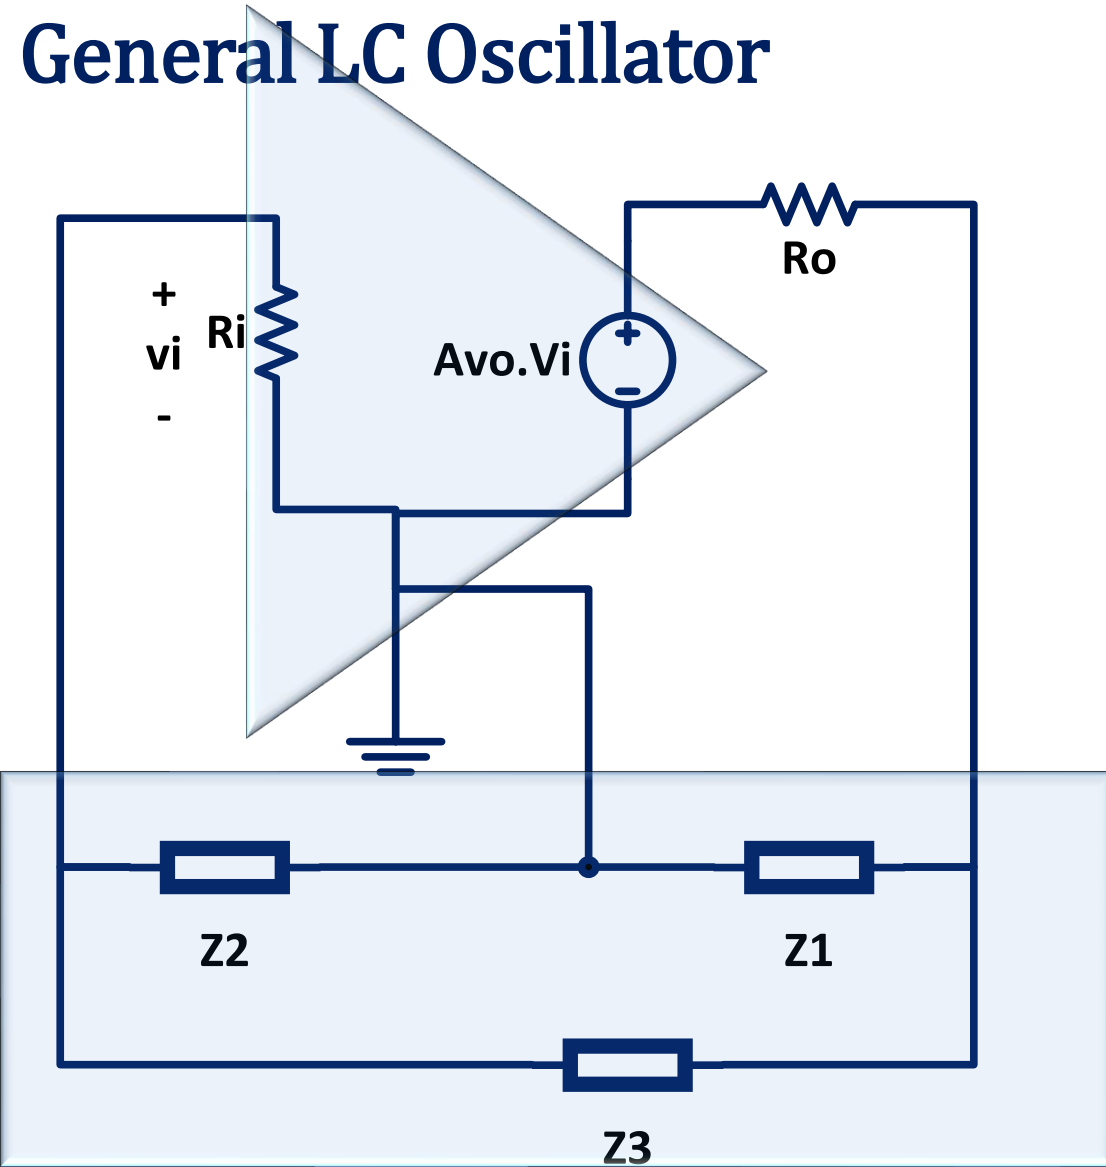 General LC Oscillator
Ro
+
vi
-
Ri
Avo.Vi
+
-
Z2
Z1
Z3